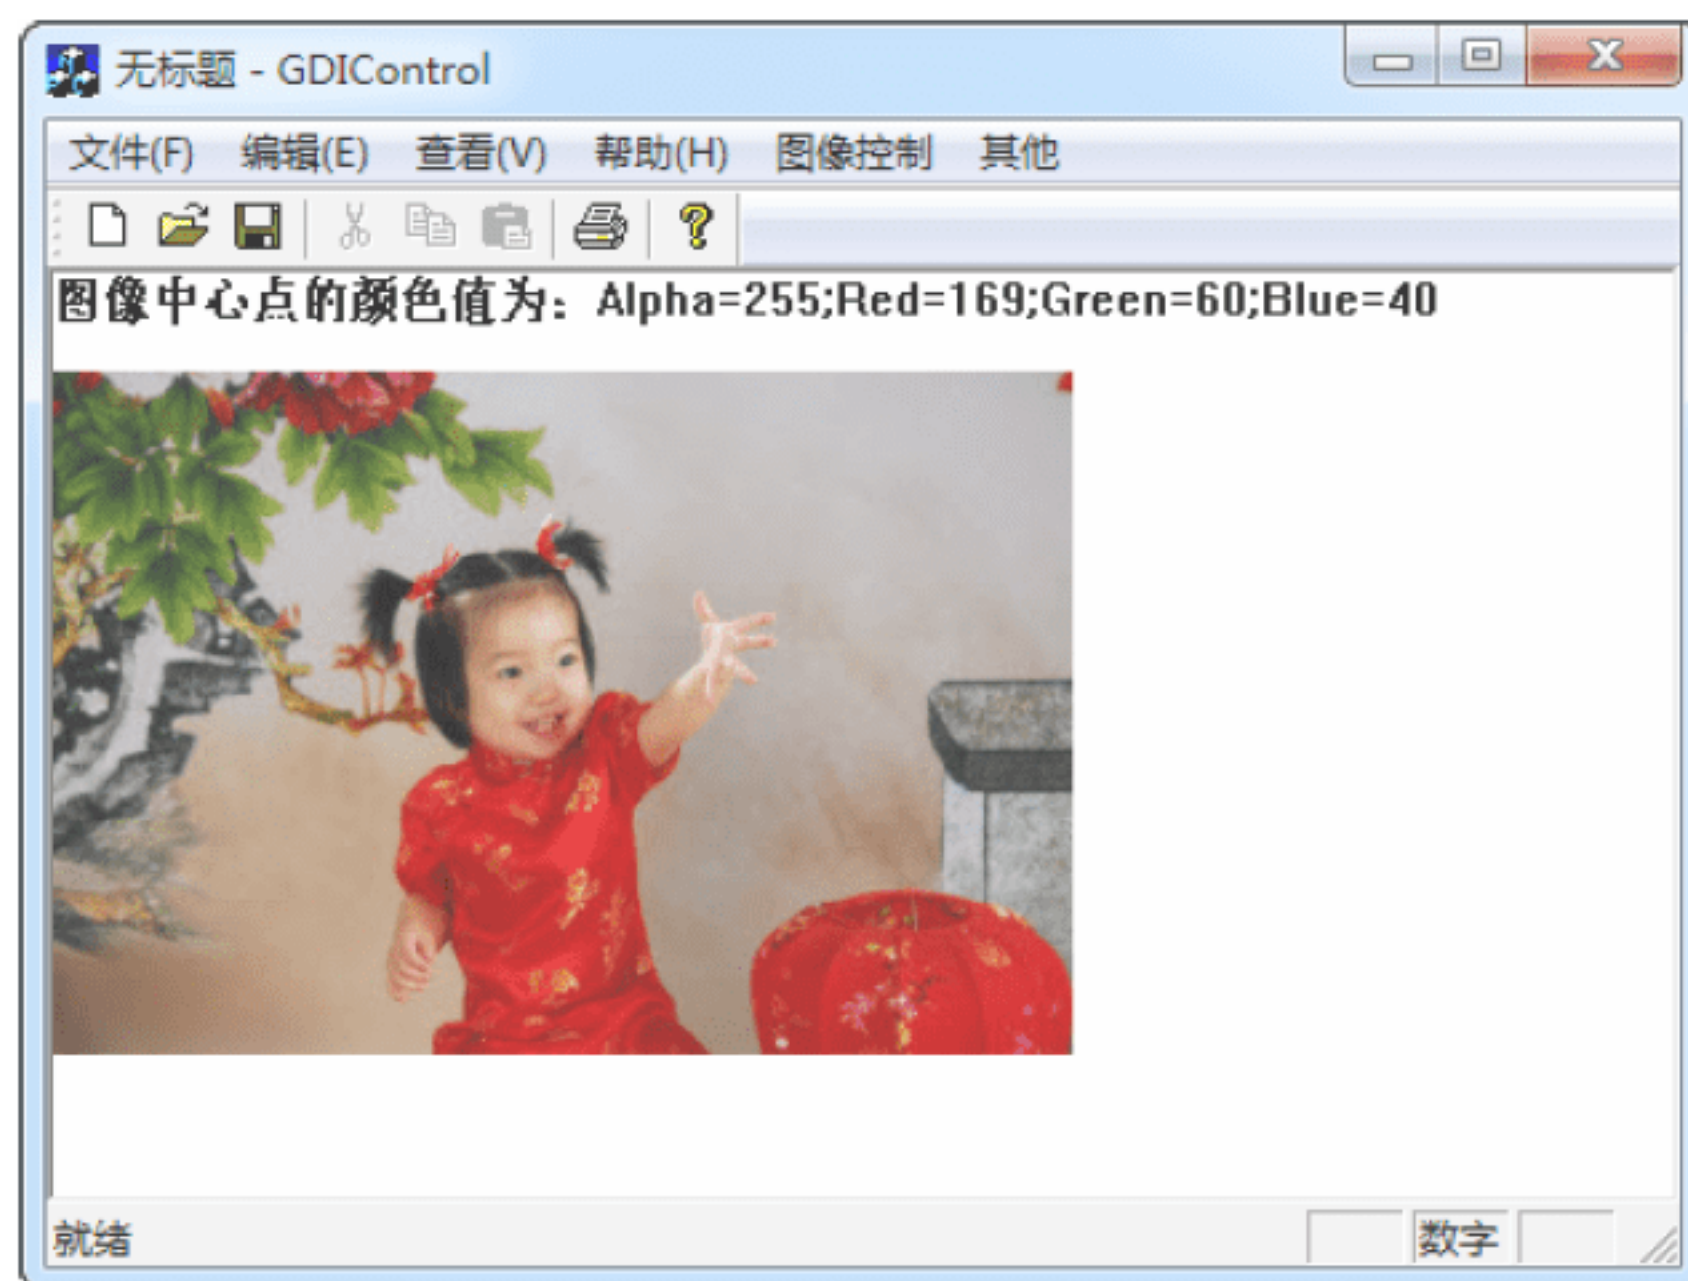 无标题 - GDIControl
文件(F) 编辑(E) 查看(V) 帮助(H) 图像控制 其他
图像中心点的颜色值为：Alpha=255;Red=169;Green=60;Blue=40
就绪 数字